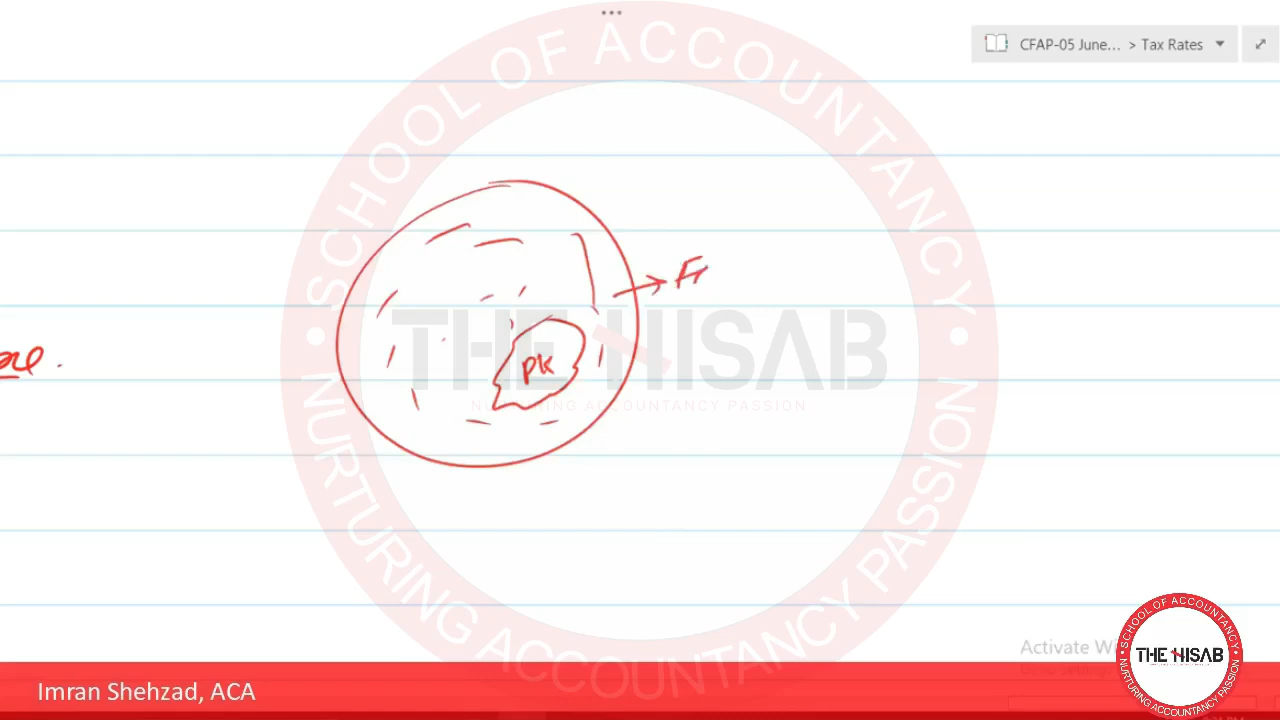 CFAP-05 June... > Tax Rates
SCHOOL OF ACCOUNTANCY
THE HISAB
NURTURING ACCOUNTANCY PASSION
NURTURING ACCOUNTANCY PASSION
PK
Activate Wi
SCHOOL OF ACCOUNTANCY
THE HISAB
NURTURING ACCOUNTANCY PASSION
Imran Shehzad, ACA